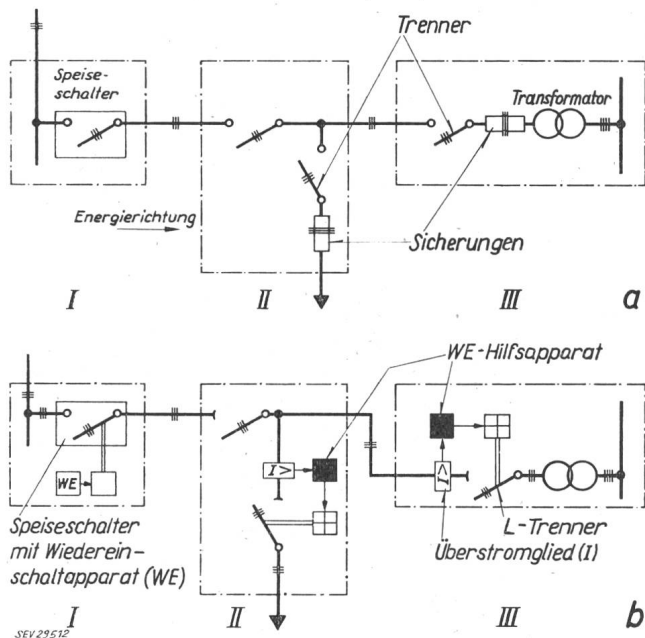 Trenner
Speise-
schalter
Transformator
Energierichtung
Sicherungen
I
II
III
a
WE-Hilfsapparat
I >
I >
WE
Speiseschalter
mit Wiederein-
schaltapparat (WE)
L-Trenner
Überstromglied (I)
I
II
III
b
SEV 29512